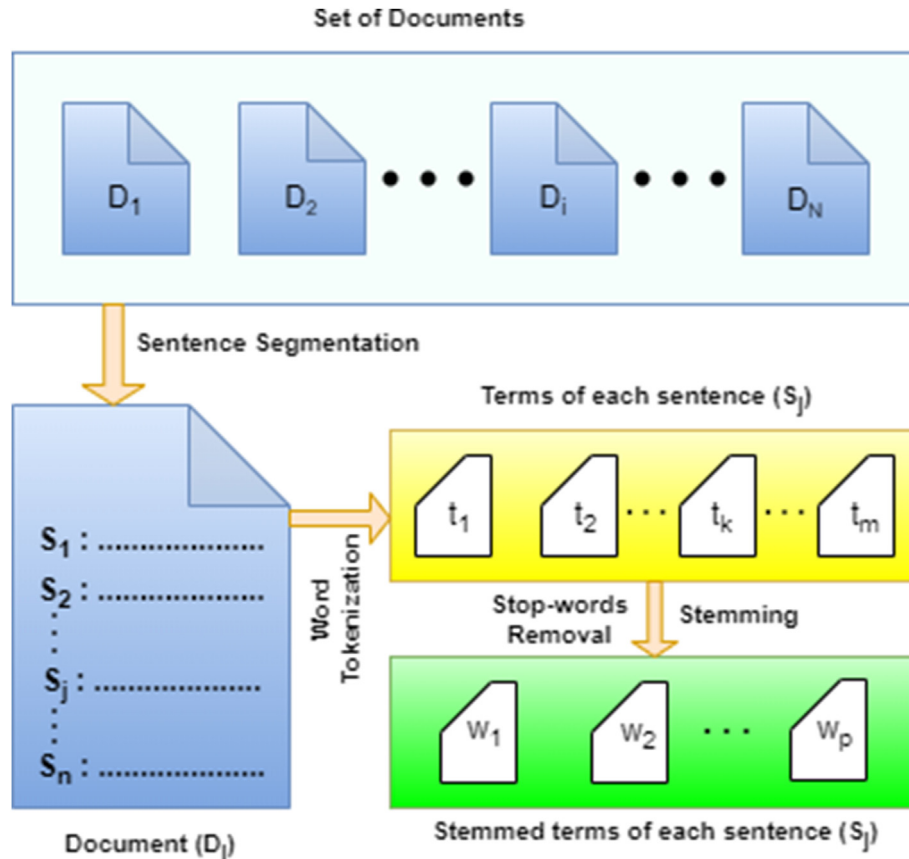 Set of Documents
D1 D2 • • • Di • • • DN
Sentence Segmentation
Terms of each sentence (Sj)
t1 t2 ... tk ... tm
S1 : ........................
S2 : ........................
Sj : ........................
Sn : ........................
Word
Tokenization
Stop-words
Removal
Stemming
w1 w2 ... wp
Document (Di)
Stemmed terms of each sentence (Sj)